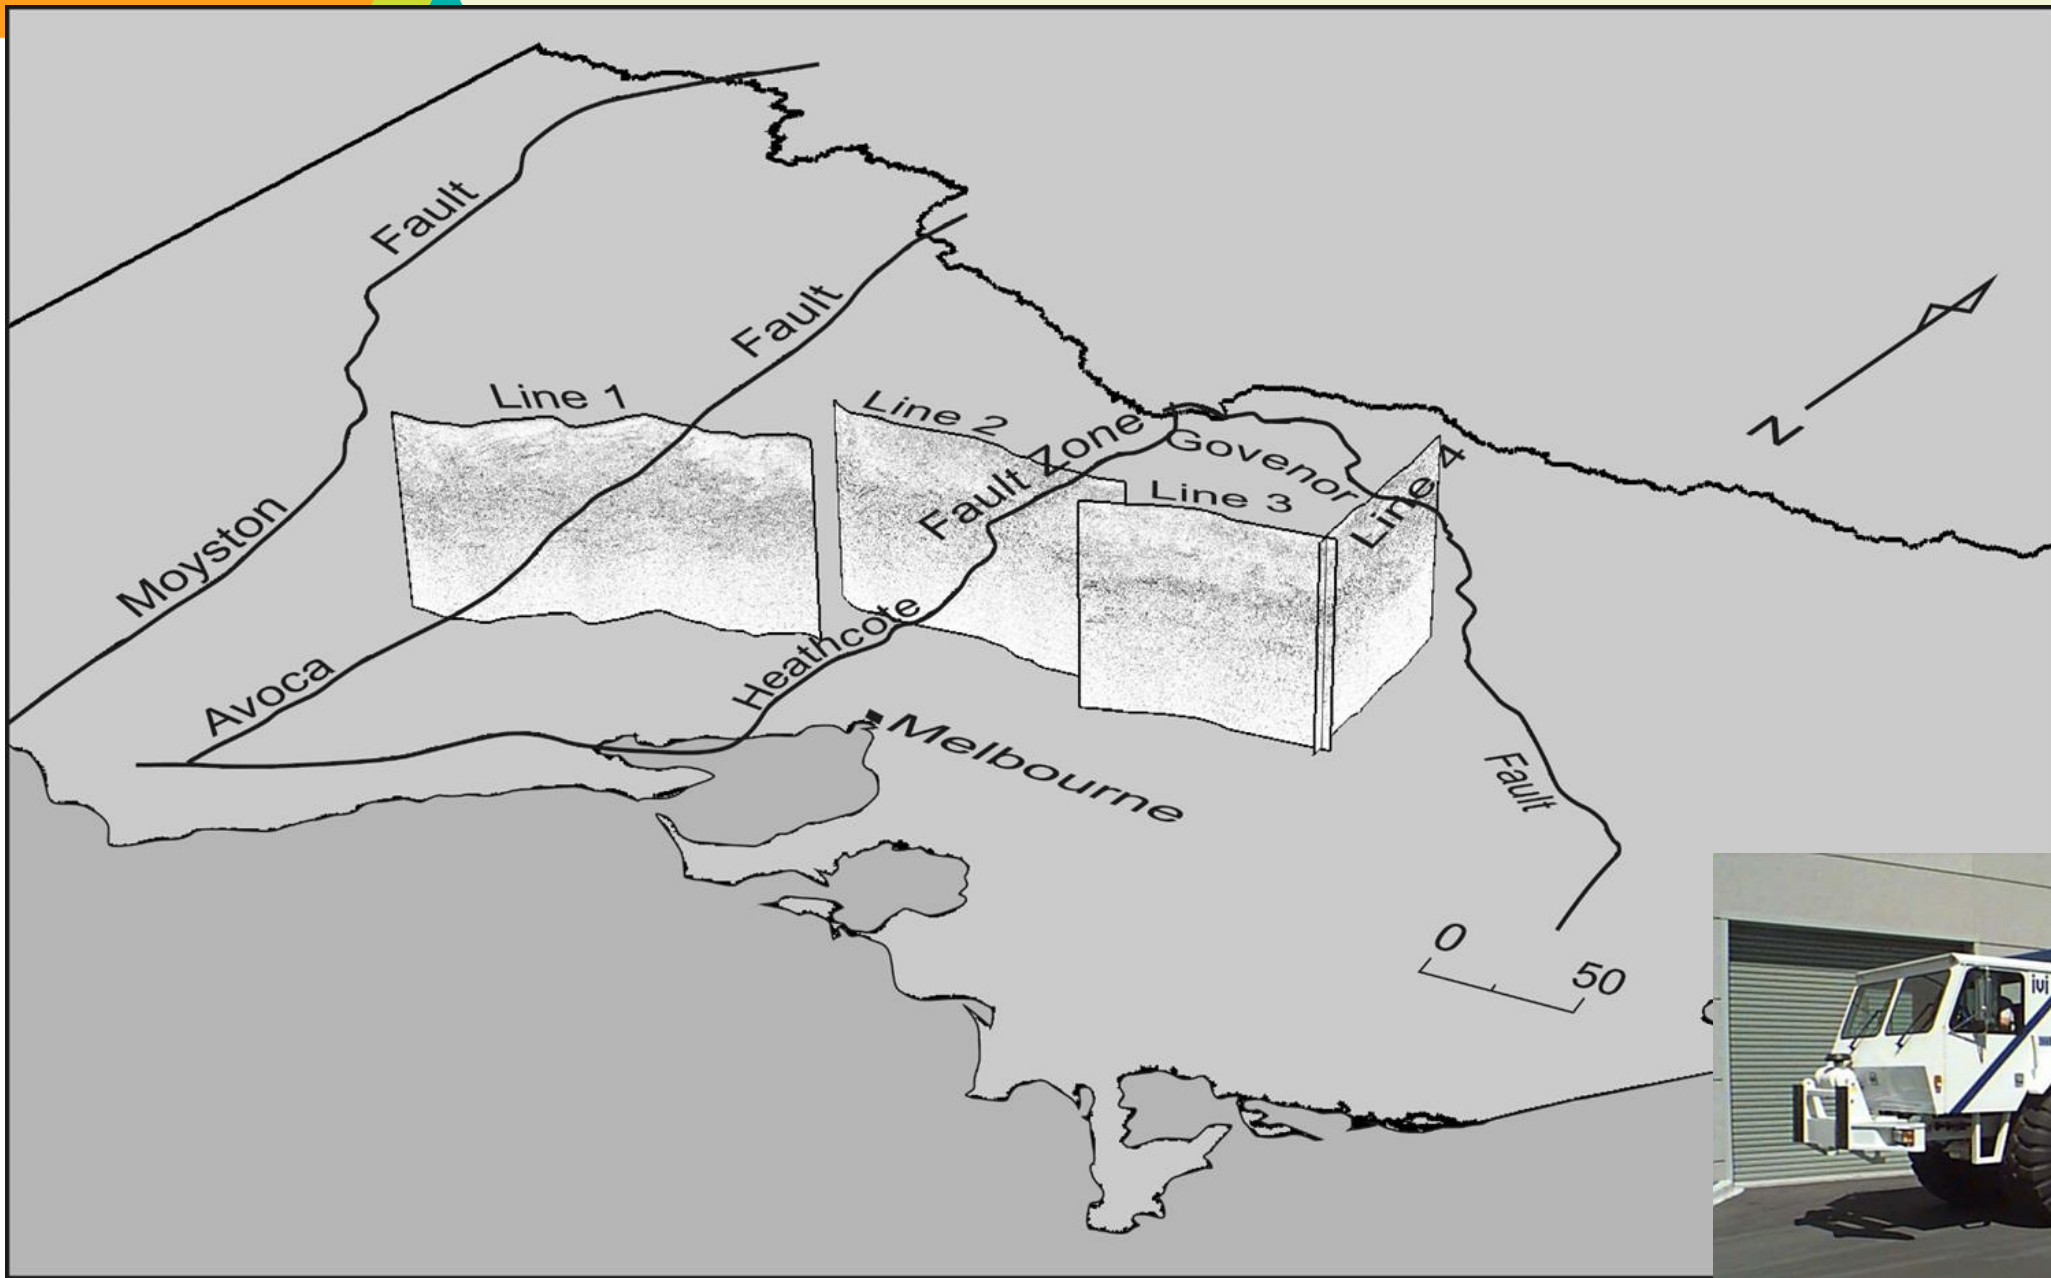 Moyston Fault
Avoca Fault
Heathcote Fault Zone
Govenor Fault
Line 1
Line 2
Line 3
Line 4
N
Melbourne
0 50
ivi